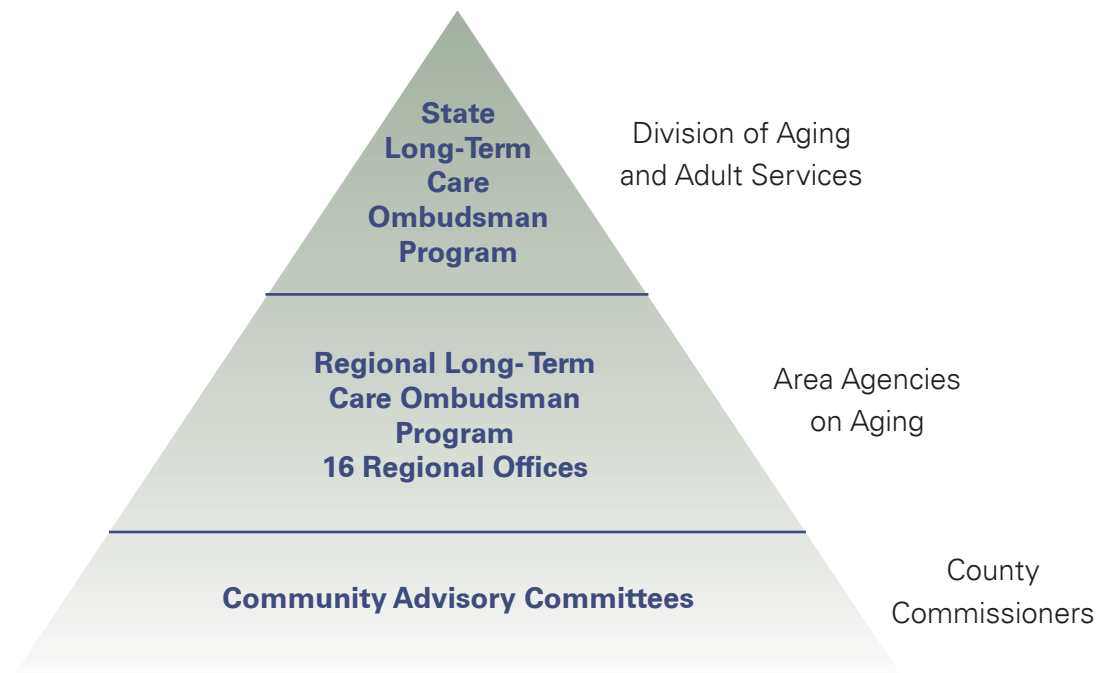 State
Long-Term
Care
Ombudsman
Program
Division of Aging
and Adult Services
Regional Long-Term
Care Ombudsman
Program
16 Regional Offices
Area Agencies
on Aging
Community Advisory Committees
County
Commissioners